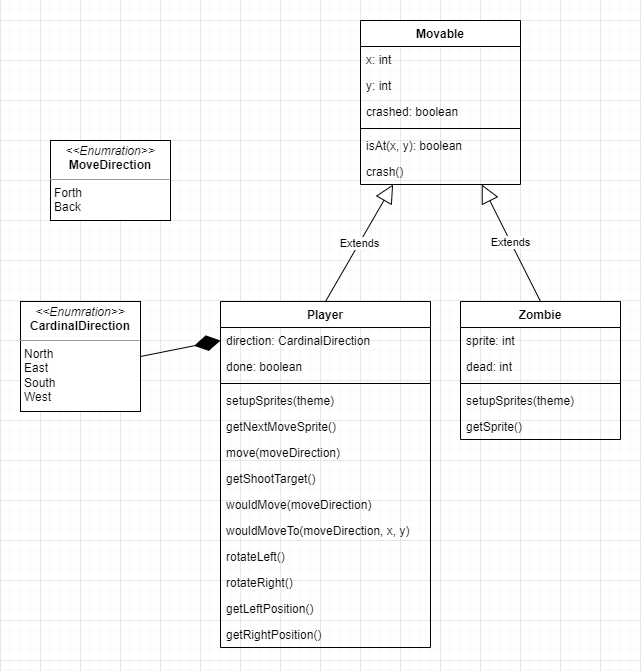 Movable
x: int
y: int
crashed: boolean
isAt(x, y): boolean
crash()
<<Enumration>>
MoveDirection
Forth
Back
Extends
Extends
<<Enumration>>
CardinalDirection
North
East
South
West
Player
direction: CardinalDirection
done: boolean
setupSprites(theme)
getNextMoveSprite()
move(moveDirection)
getShootTarget()
wouldMove(moveDirection)
wouldMoveTo(moveDirection, x, y)
rotateLeft()
rotateRight()
getLeftPosition()
getRightPosition()
Zombie
sprite: int
dead: int
setupSprites(theme)
getSprite()